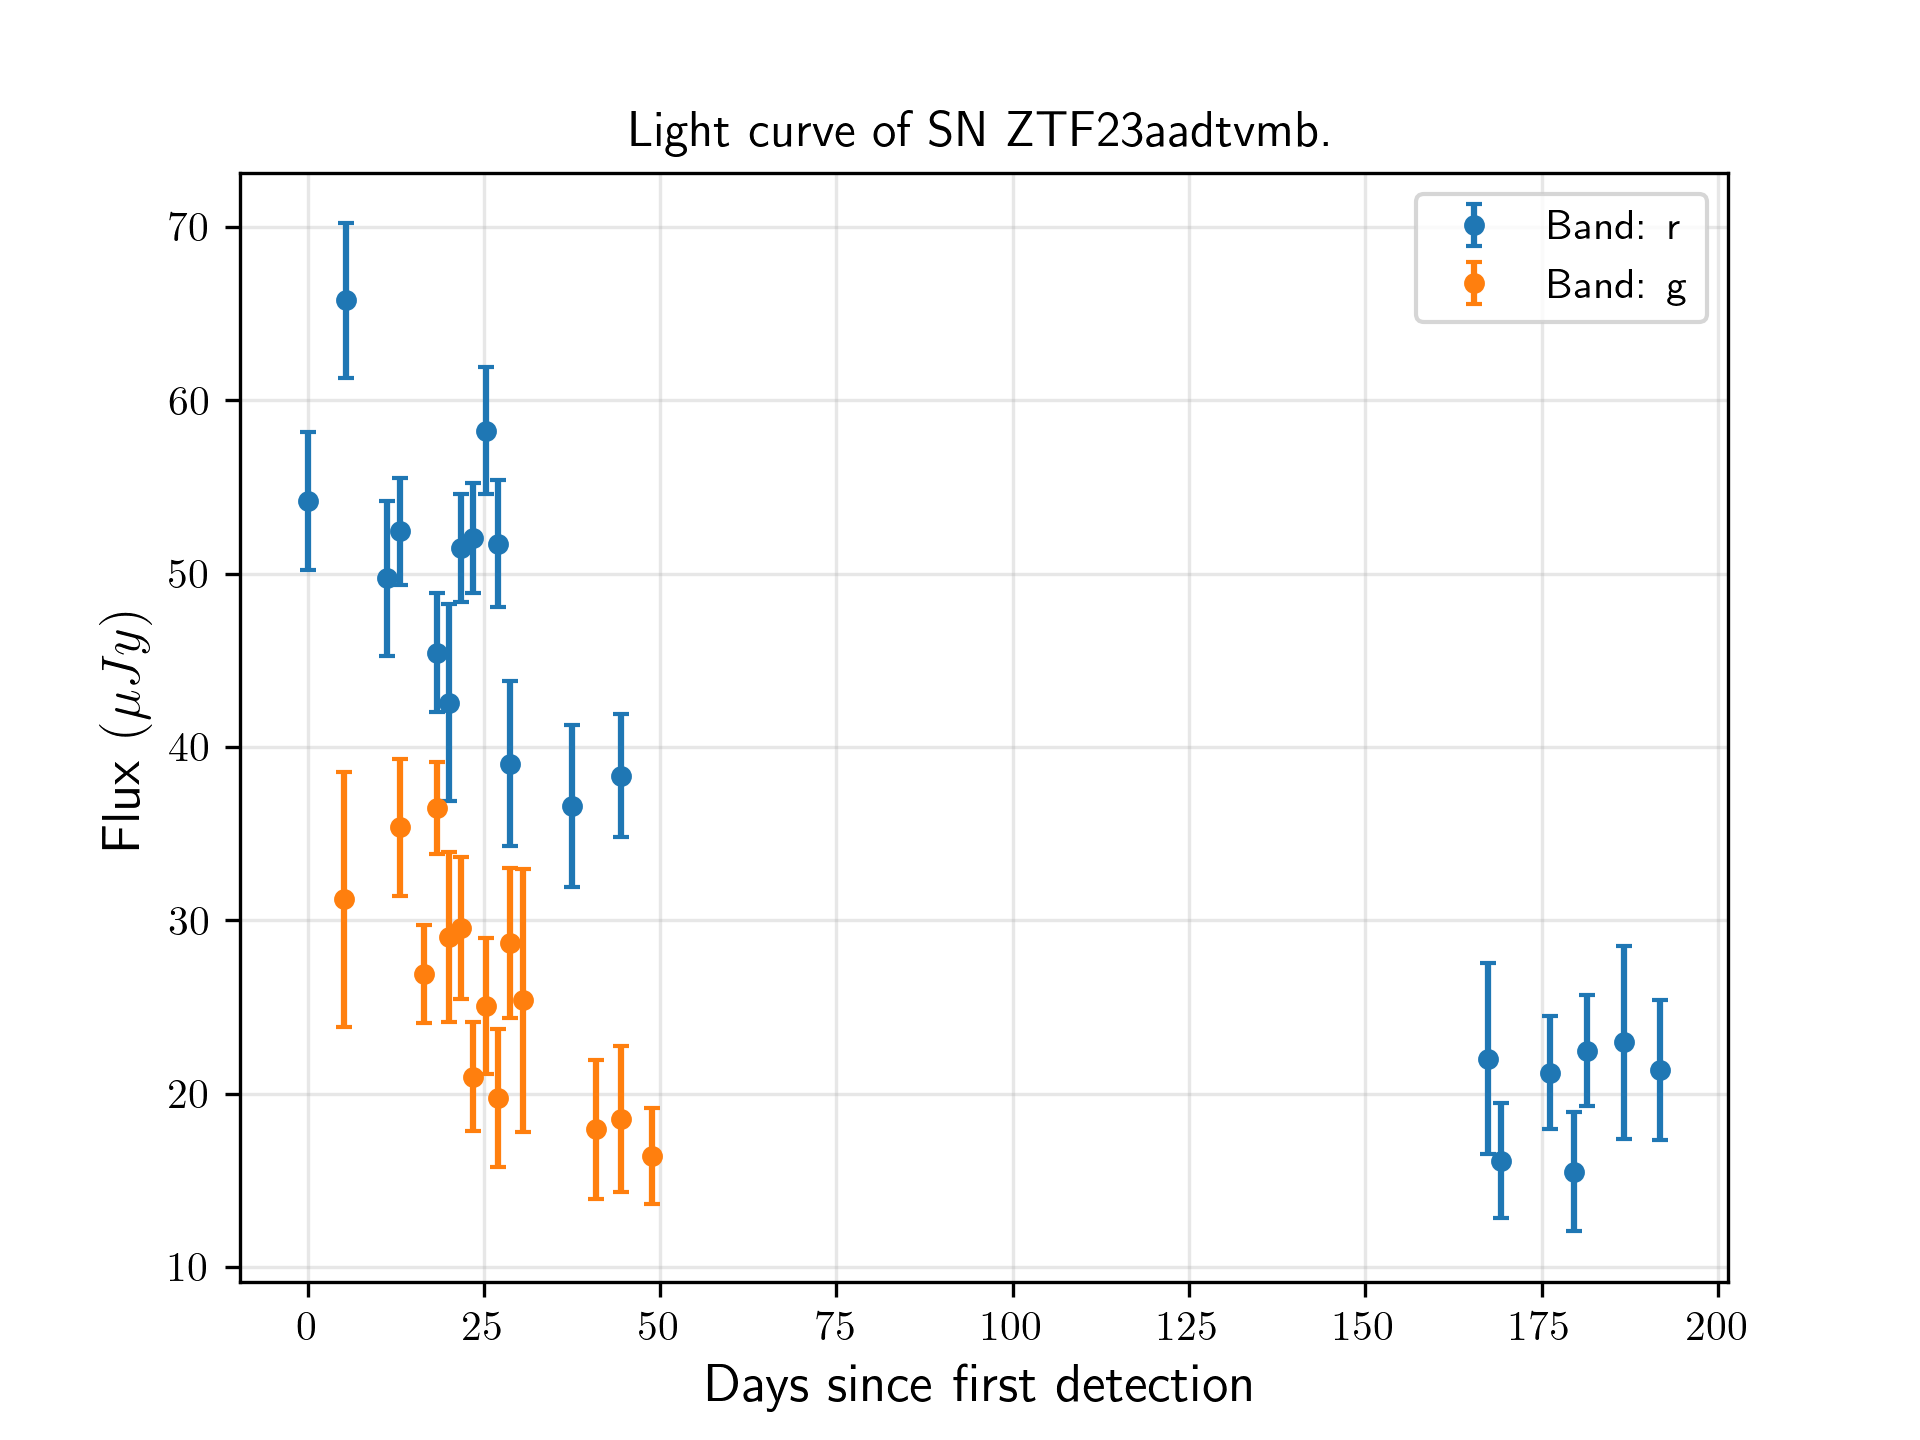 Light curve of SN ZTF23aadtvmb.
Band: r
Band: g
Flux (μJy)
70
60
50
40
30
20
10
0 25 50 75 100 125 150 175 200
Days since first detection